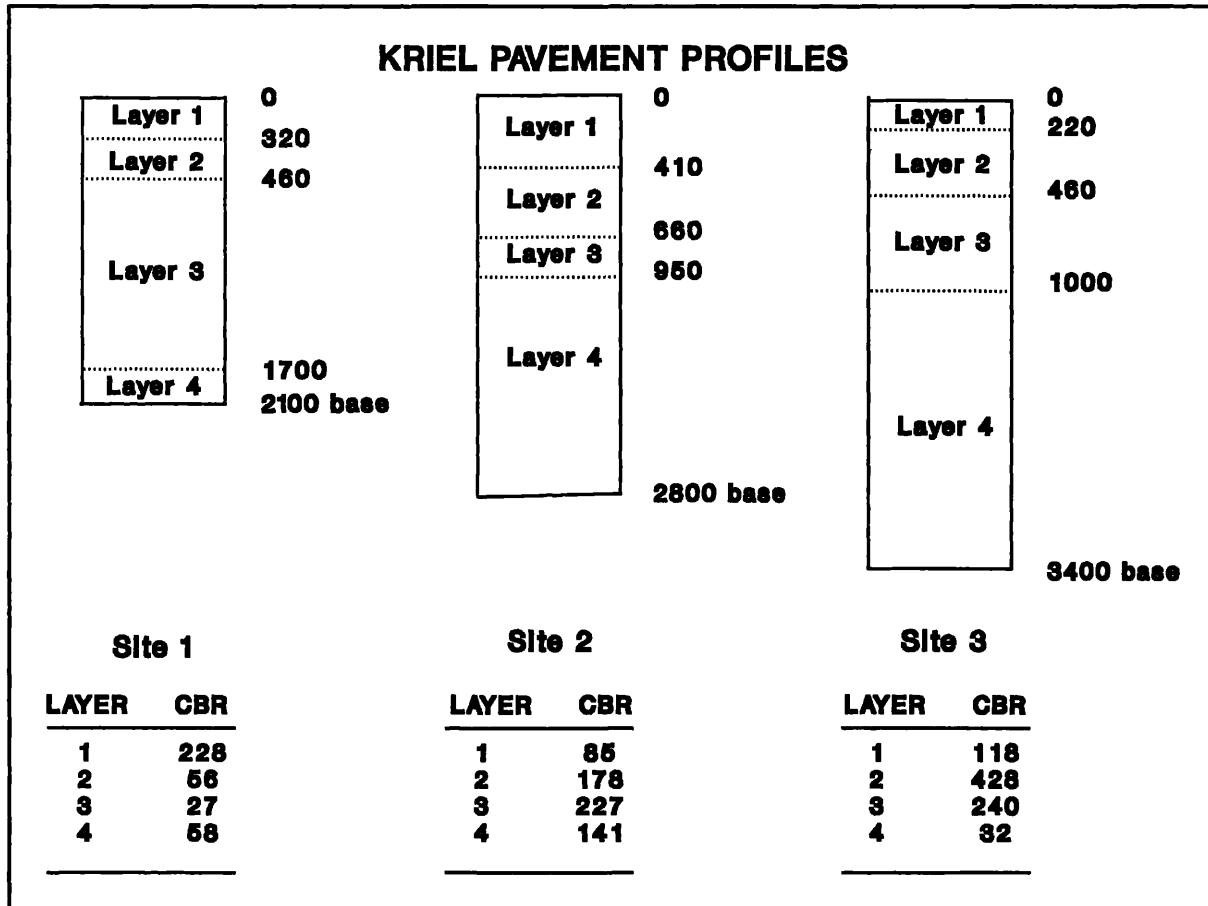 KRIEL PAVEMENT PROFILES
0
Layer 1
320
Layer 2
460
Layer 3
1700
Layer 4
2100 base
0
Layer 1
410
Layer 2
660
Layer 3
950
Layer 4
2800 base
0
Layer 1
220
Layer 2
460
Layer 3
1000
Layer 4
3400 base
Site 1
LAYER CBR
1 228
2 56
3 27
4 58
Site 2
LAYER CBR
1 85
2 178
3 227
4 141
Site 3
LAYER CBR
1 118
2 428
3 240
4 32